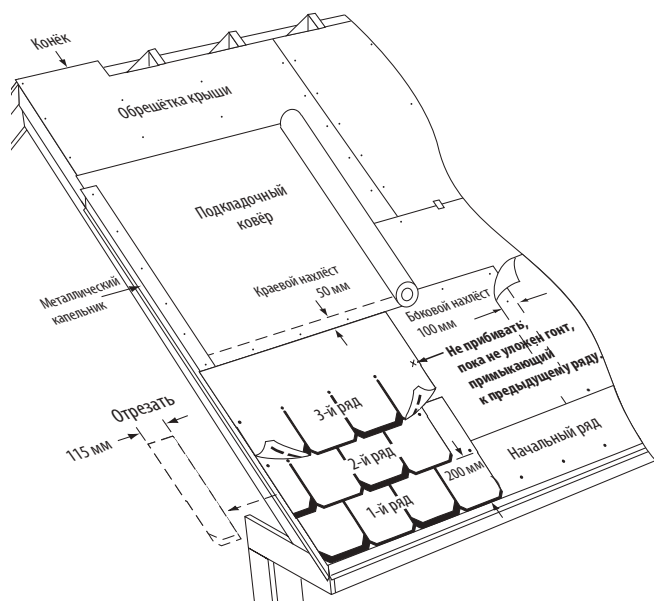 Конёк
Обрешётка крыши
Подкладочный
ковёр
Металлический
капельник
Краевой нахлёст
50 мм
Боковой нахлёст
100 мм
Не прибивать,
пока не уложен гонт,
примыкающий
к предыдущему ряду.
Отрезать
115 мм
3-й ряд
2-й ряд
1-й ряд
200 мм
Начальный ряд